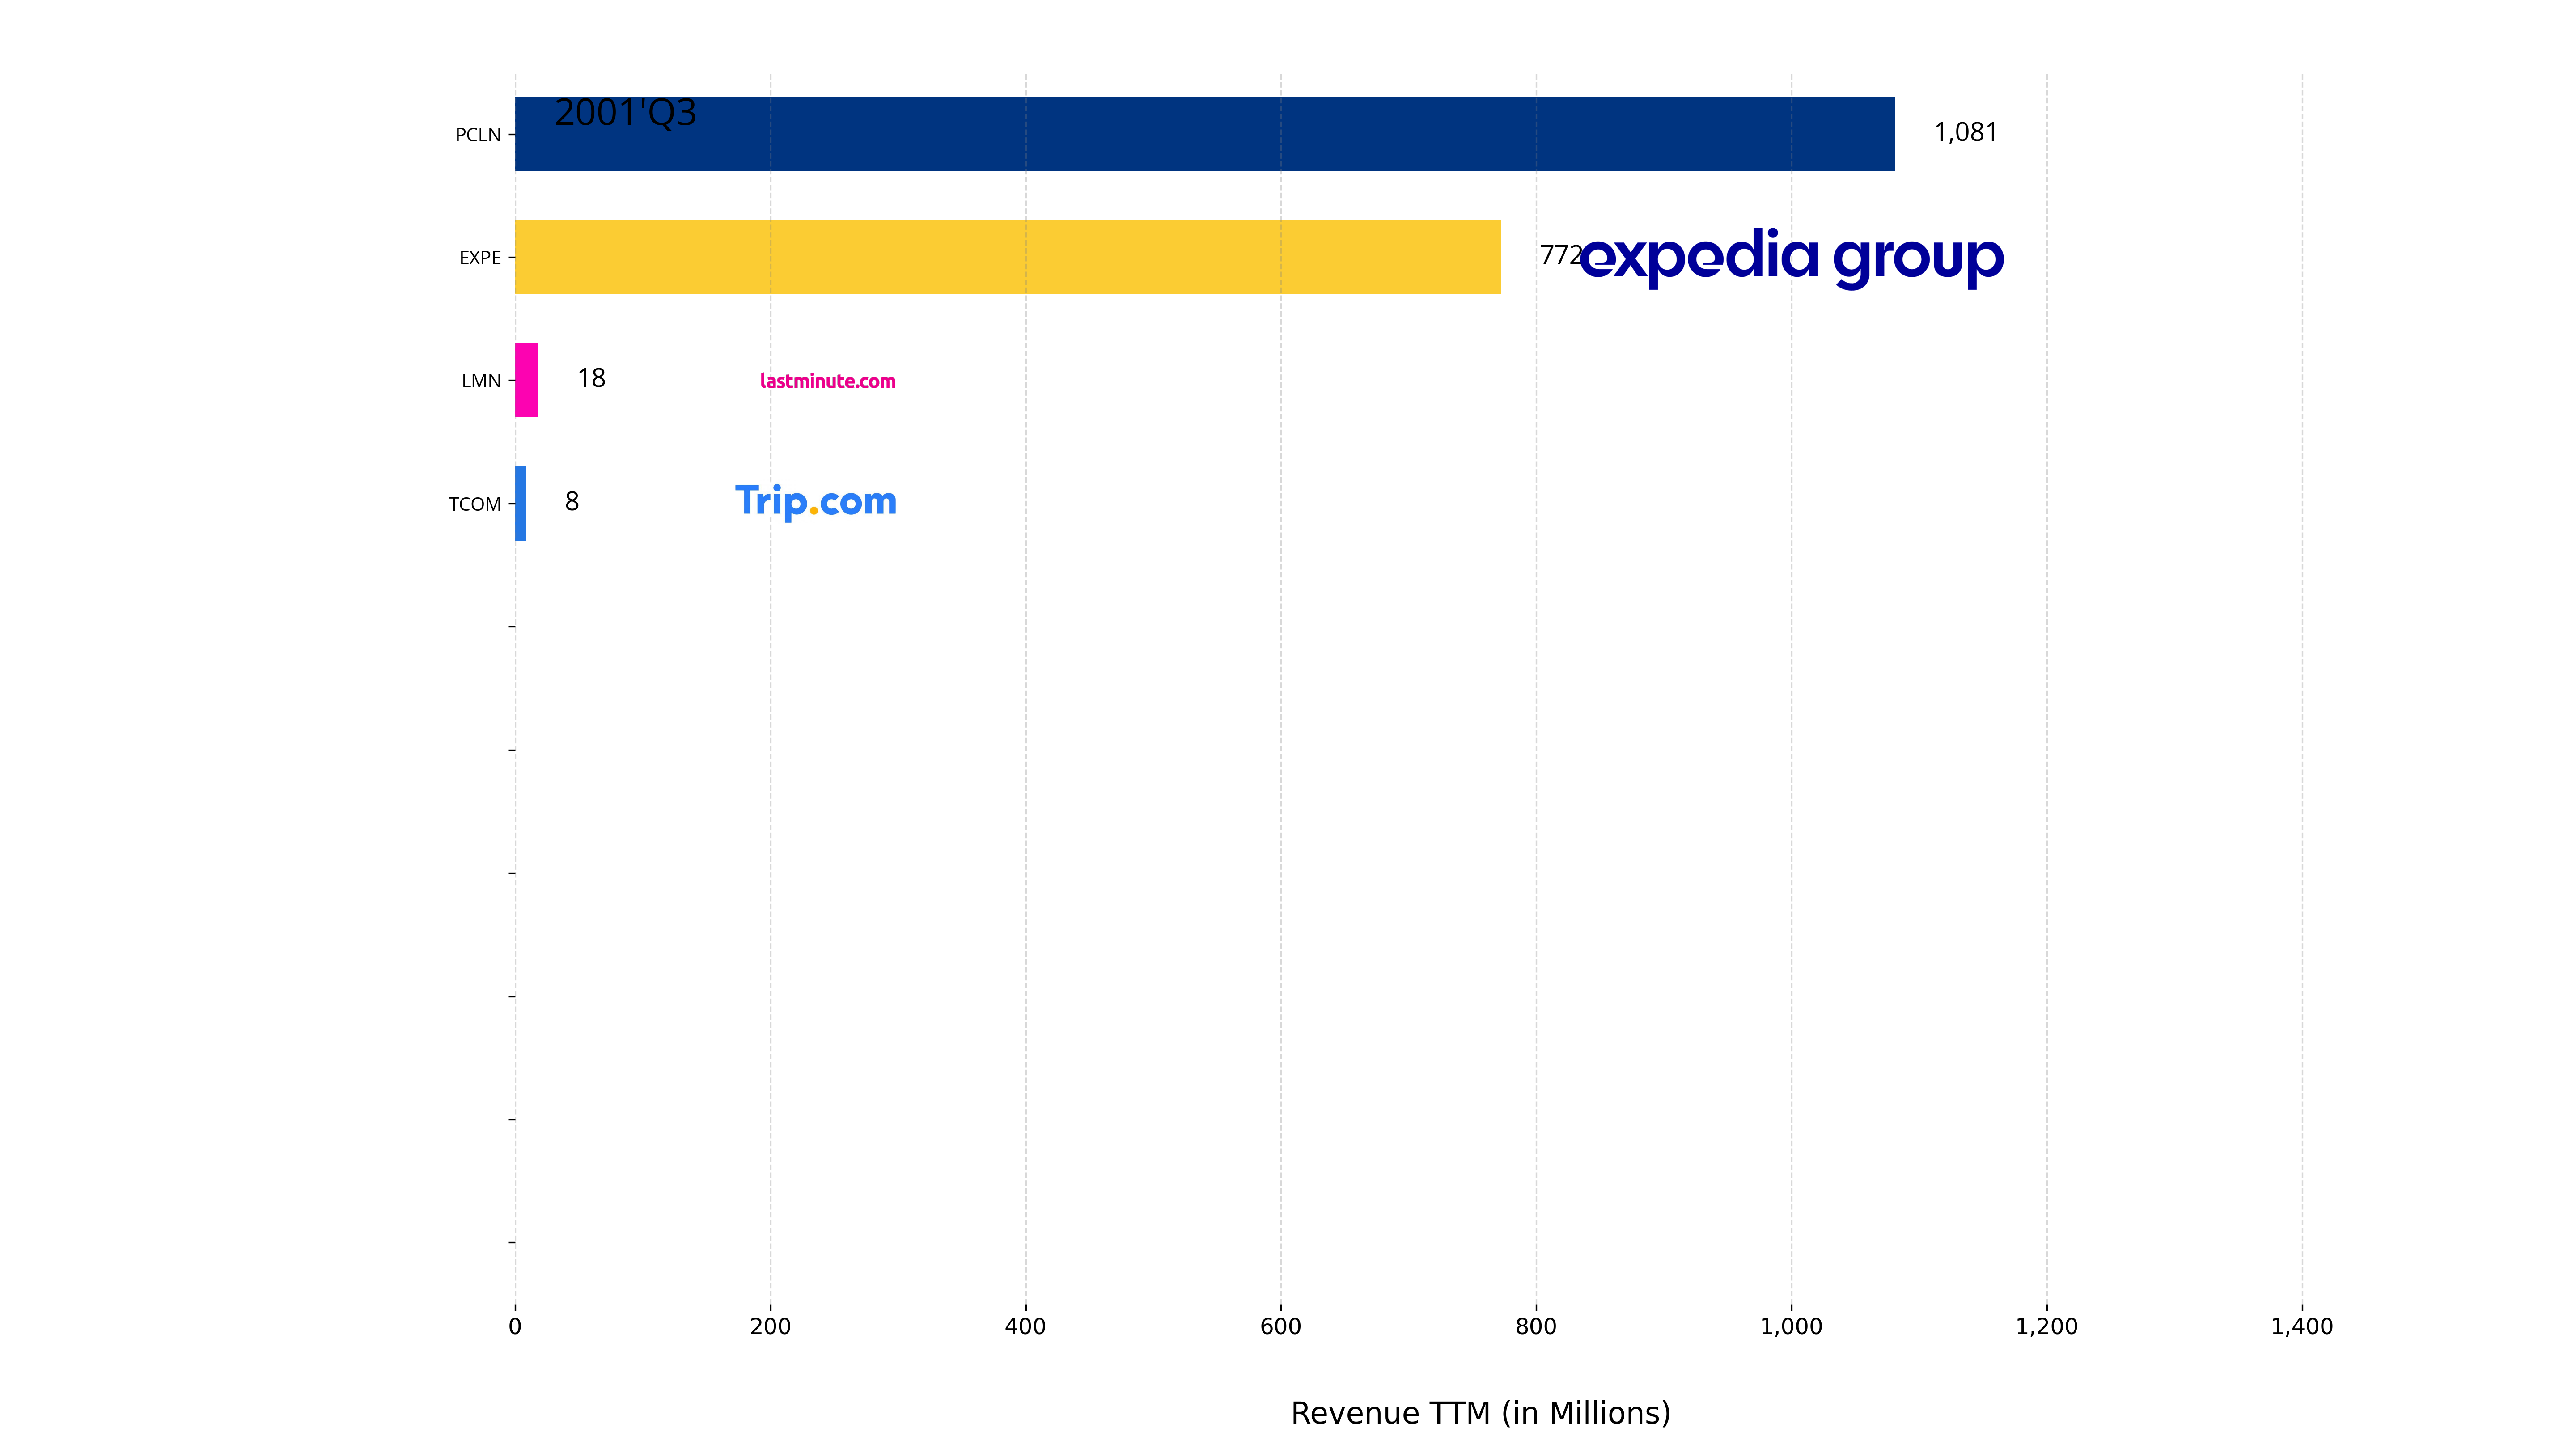 2001'Q3
PCLN 1,081
EXPE 772 expedia group
LMN 18 lastminute.com
TCOM 8 Trip.com
0 200 400 600 800 1,000 1,200 1,400
Revenue TTM (in Millions)